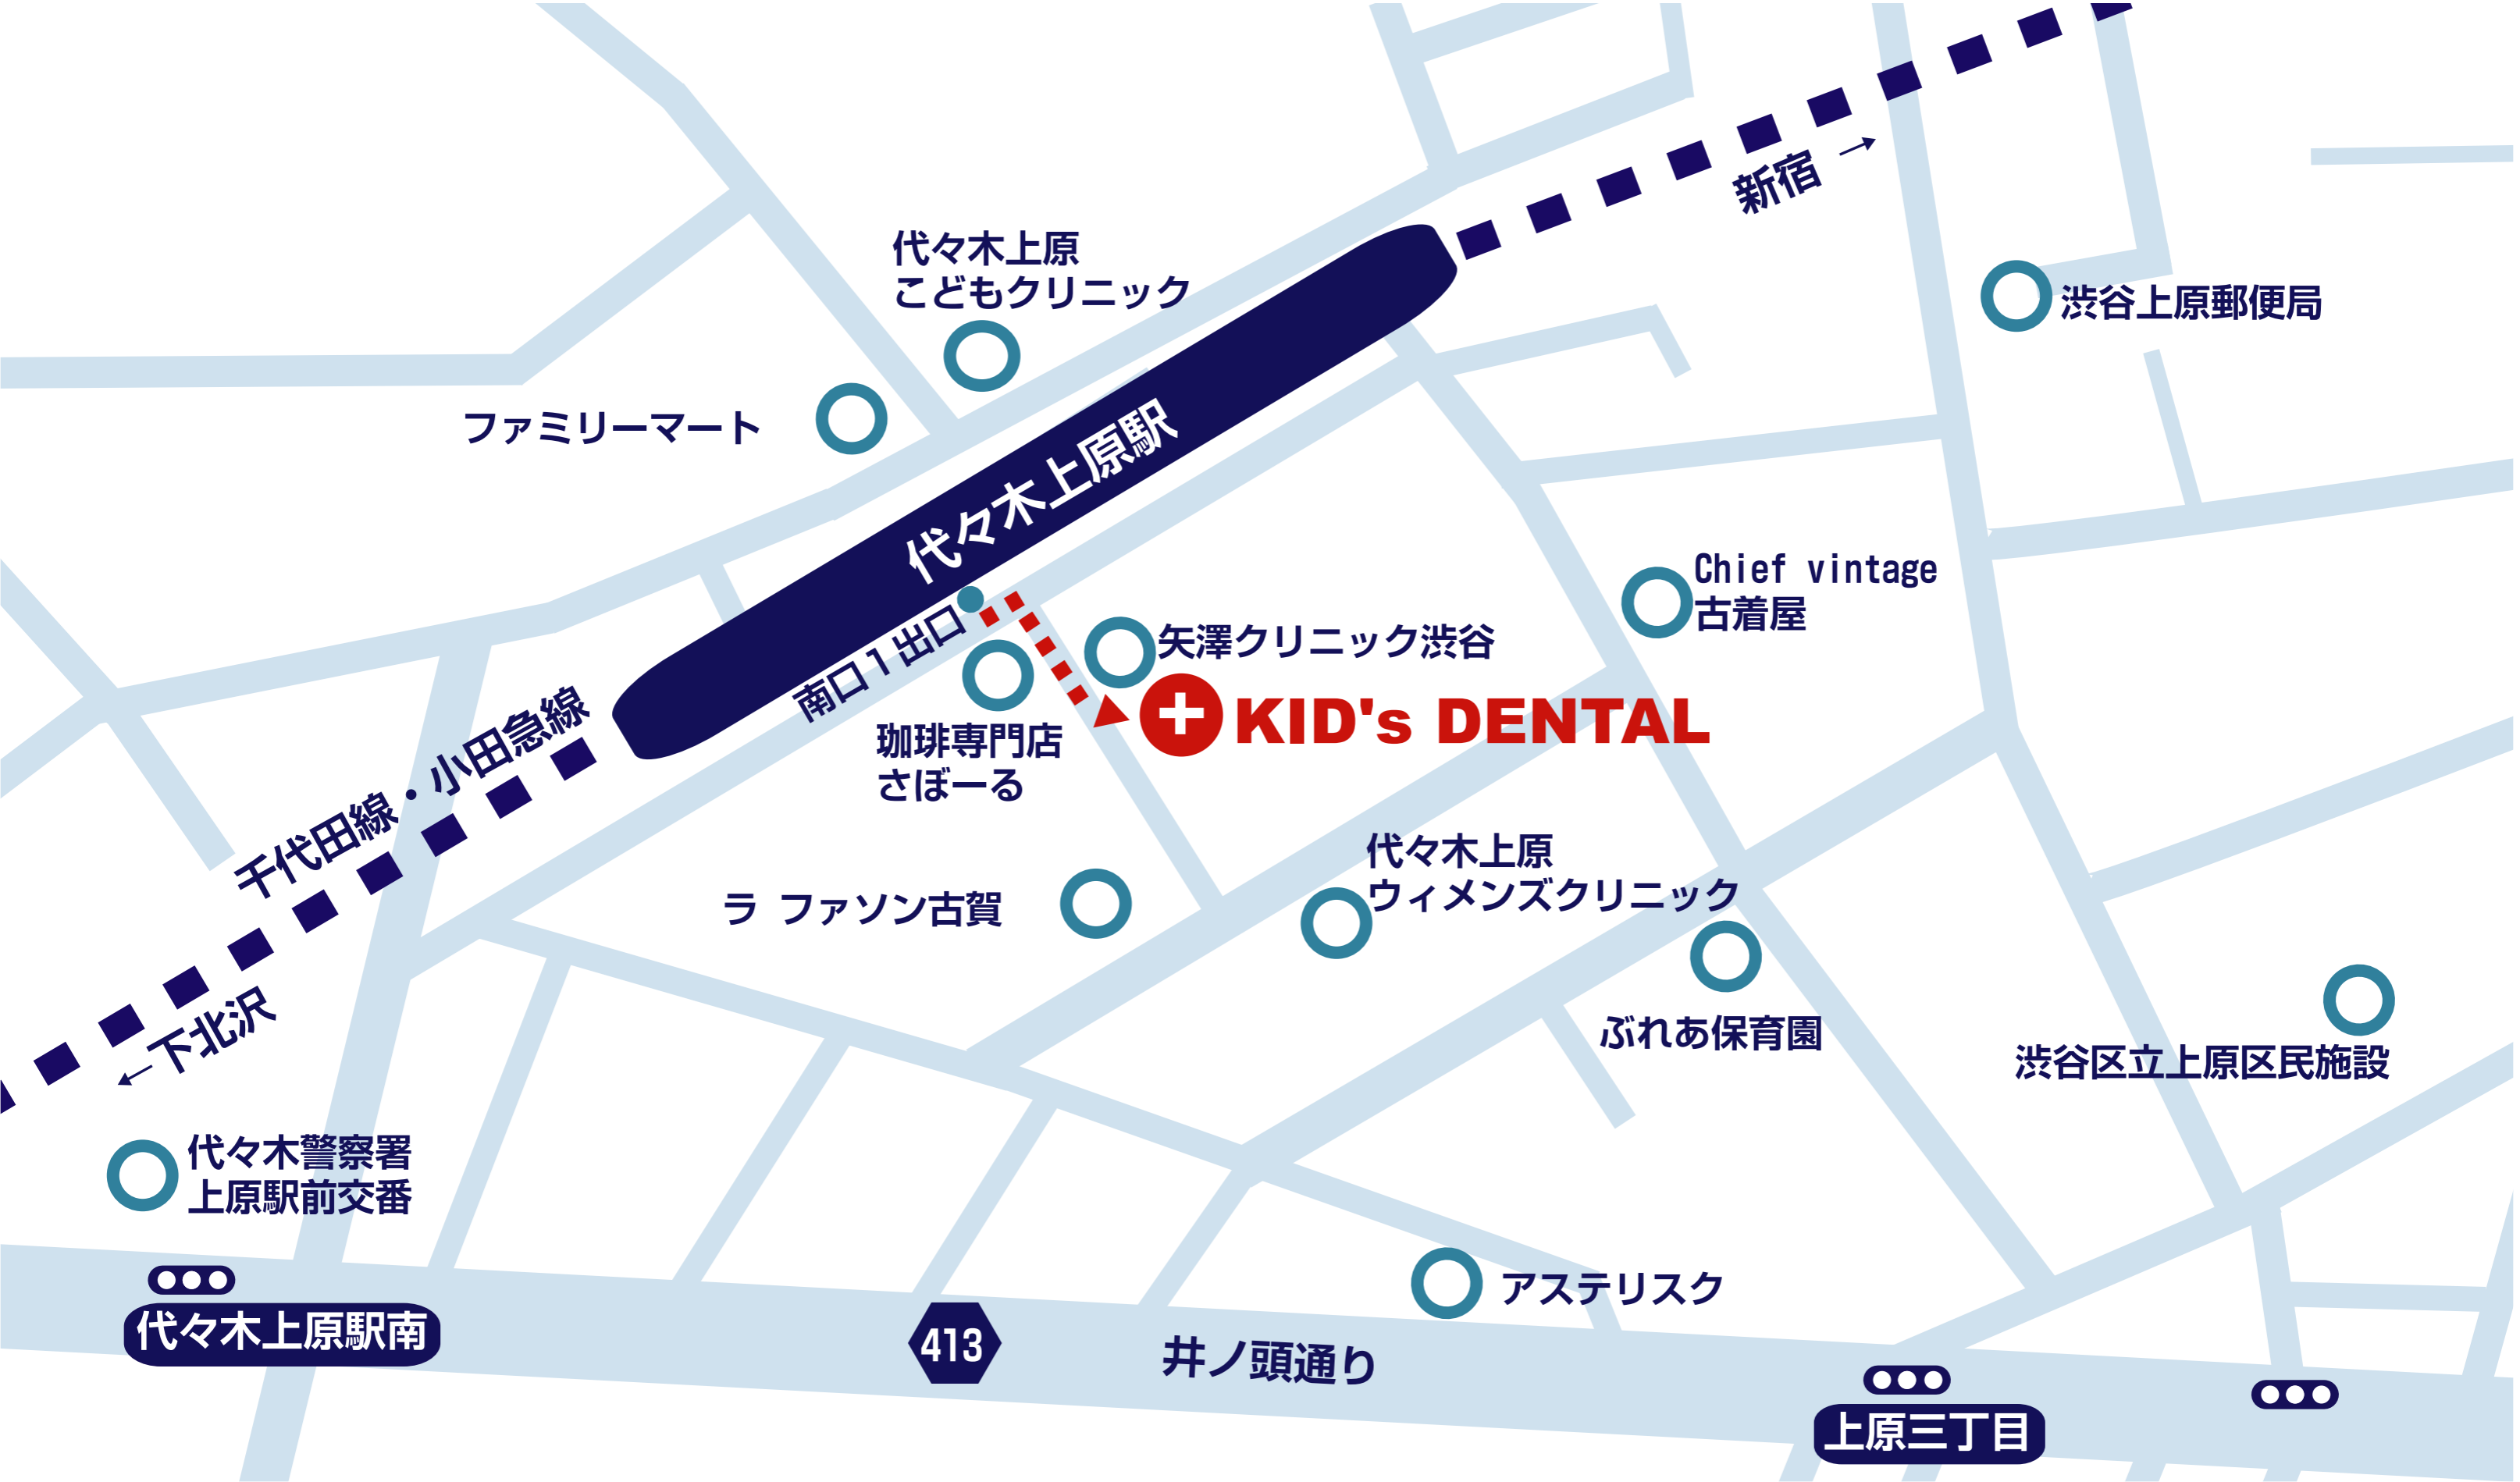 新宿 →
代々木上原
こどもクリニック
渋谷上原郵便局
ファミリーマート
代々木上原駅
Chief vintage
古着屋
南口1出口
矢澤クリニック渋谷
KID's DENTAL
千代田線・小田急線
珈琲専門店
さぼーる
代々木上原
ウィメンズクリニック
ラ ファソン古賀
←下北沢
ぶれあ保育園
渋谷区立上原区民施設
代々木警察署
上原駅前交番
アステリスク
代々木上原駅南
413
井ノ頭通り
上原三丁目